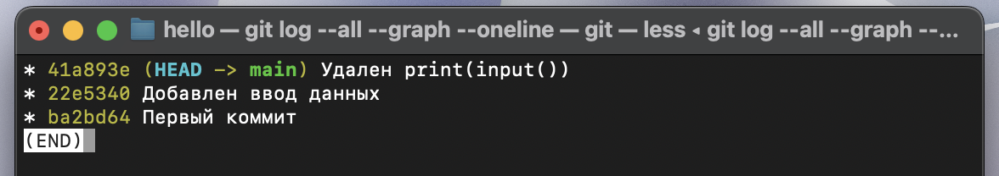 hello — git log --all --graph --oneline — git — less ◂ git log --all --graph --...
* 41a893e (HEAD -> main) Удален print(input())
* 22e5340 Добавлен ввод данных
* ba2bd64 Первый коммит
(END)